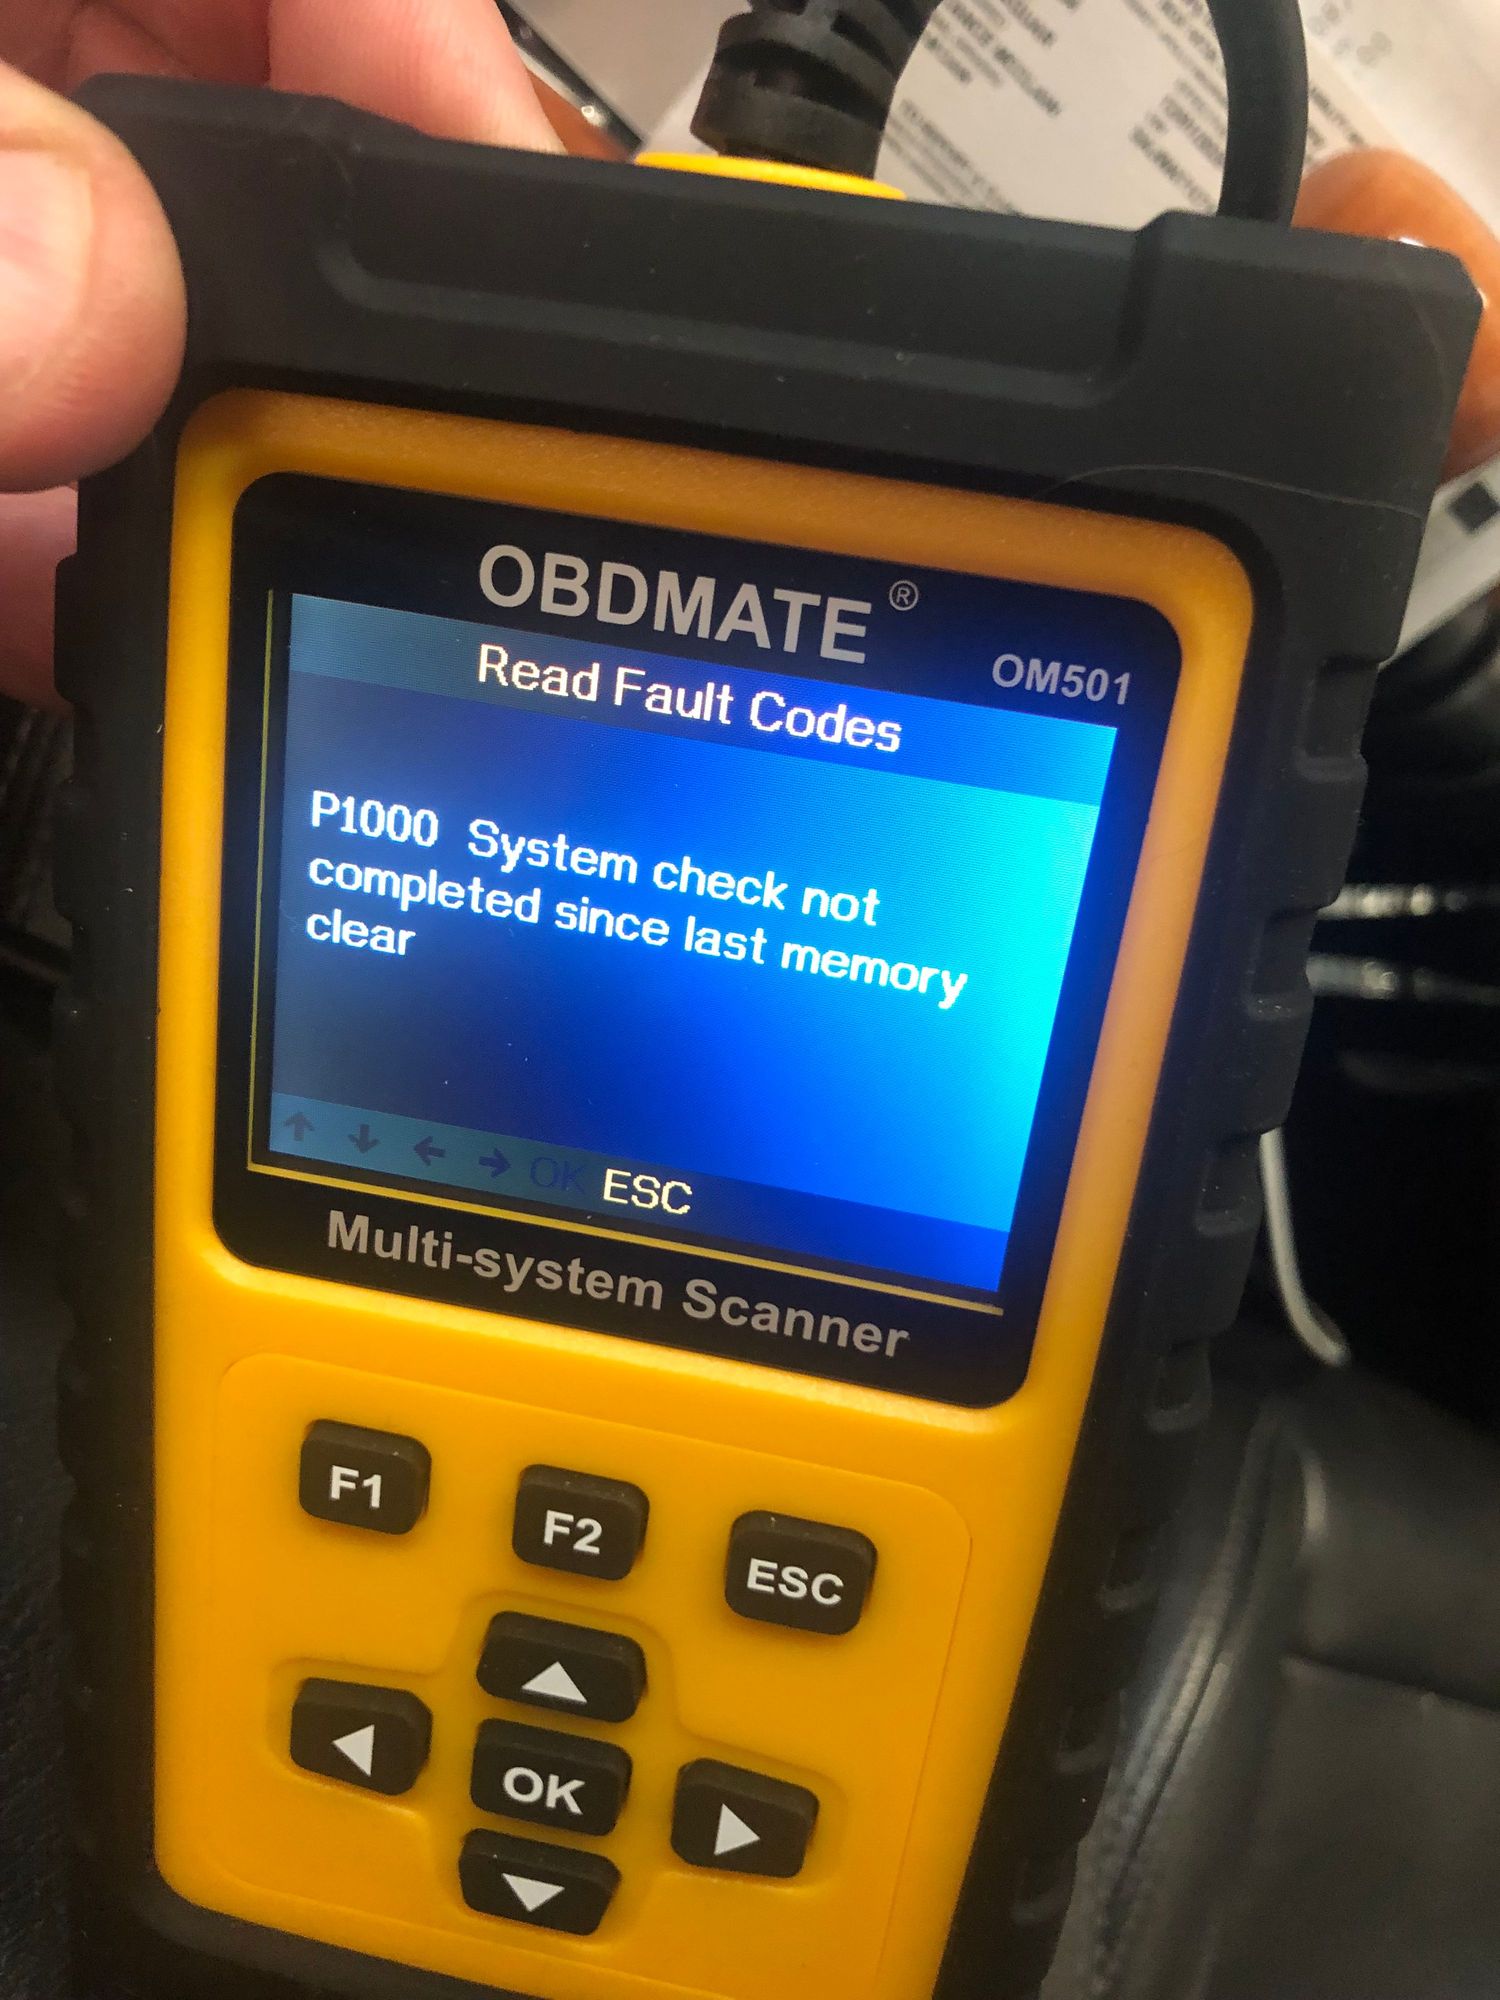 OBDMATE ®
OM501
Read Fault Codes
P1000 System check not
completed since last memory
clear
OK ESC
Multi-system Scanner
F1
F2
ESC
OK